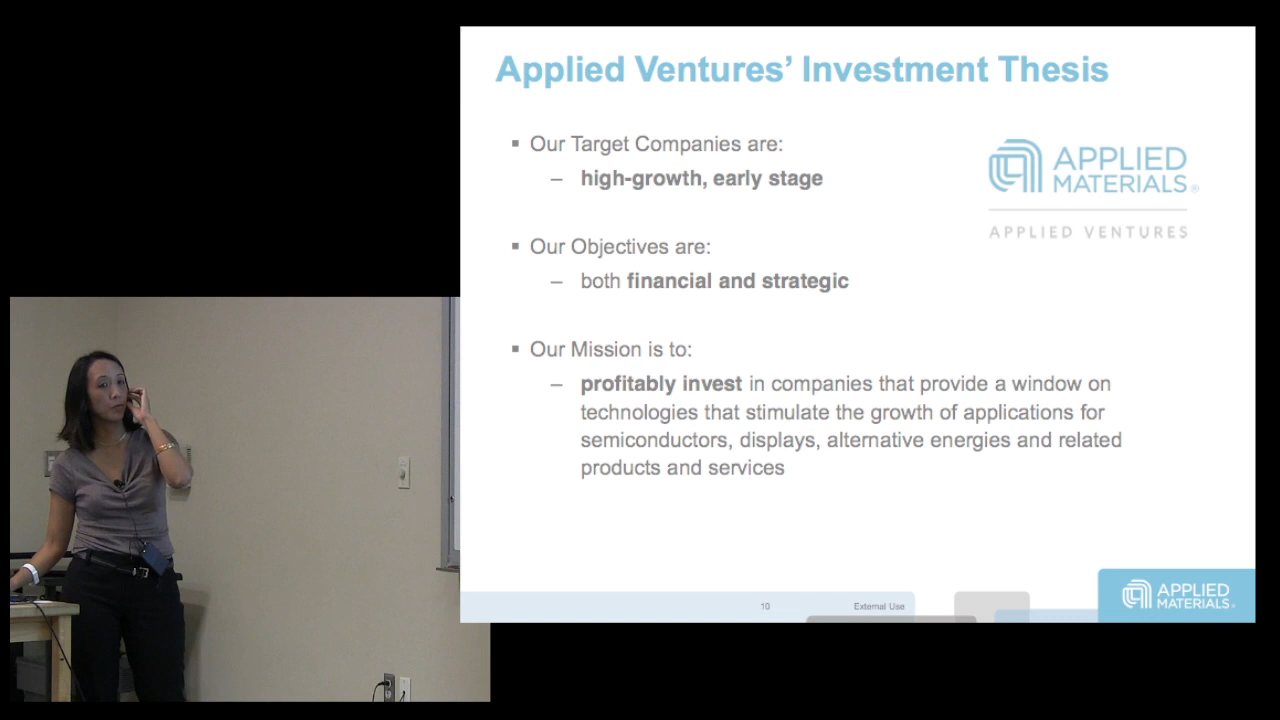 Applied Ventures’ Investment Thesis
▪ Our Target Companies are:
– high-growth, early stage
APPLIED
MATERIALS®
APPLIED VENTURES
▪ Our Objectives are:
– both financial and strategic
▪ Our Mission is to:
– profitably invest in companies that provide a window on
technologies that stimulate the growth of applications for
semiconductors, displays, alternative energies and related
products and services
10 External Use
APPLIED
MATERIALS®